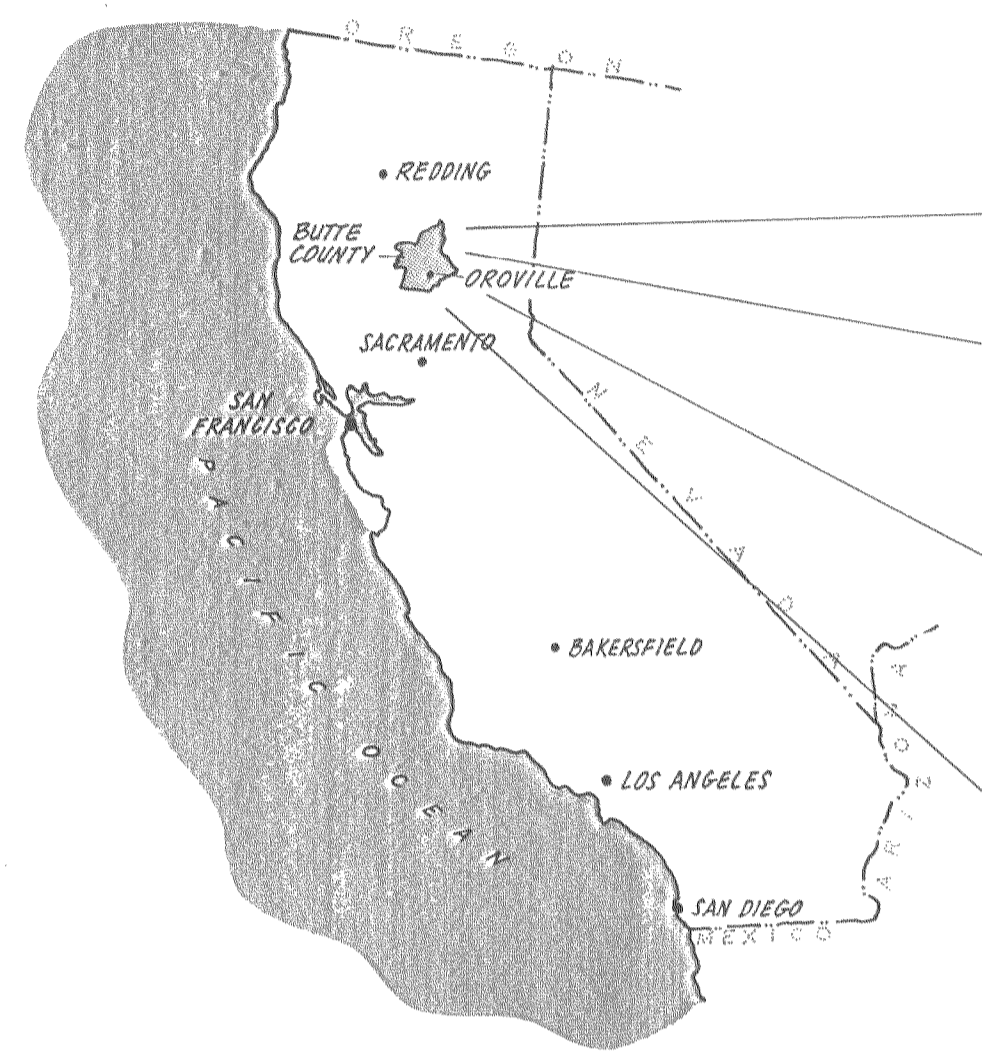 OREGON
REDDING
BUTTE
COUNTY
OROVILLE
SACRAMENTO
SAN
FRANCISCO
NEVADA
PACIFIC OCEAN
BAKERSFIELD
LOS ANGELES
ARIZONA
SAN DIEGO
MEXICO